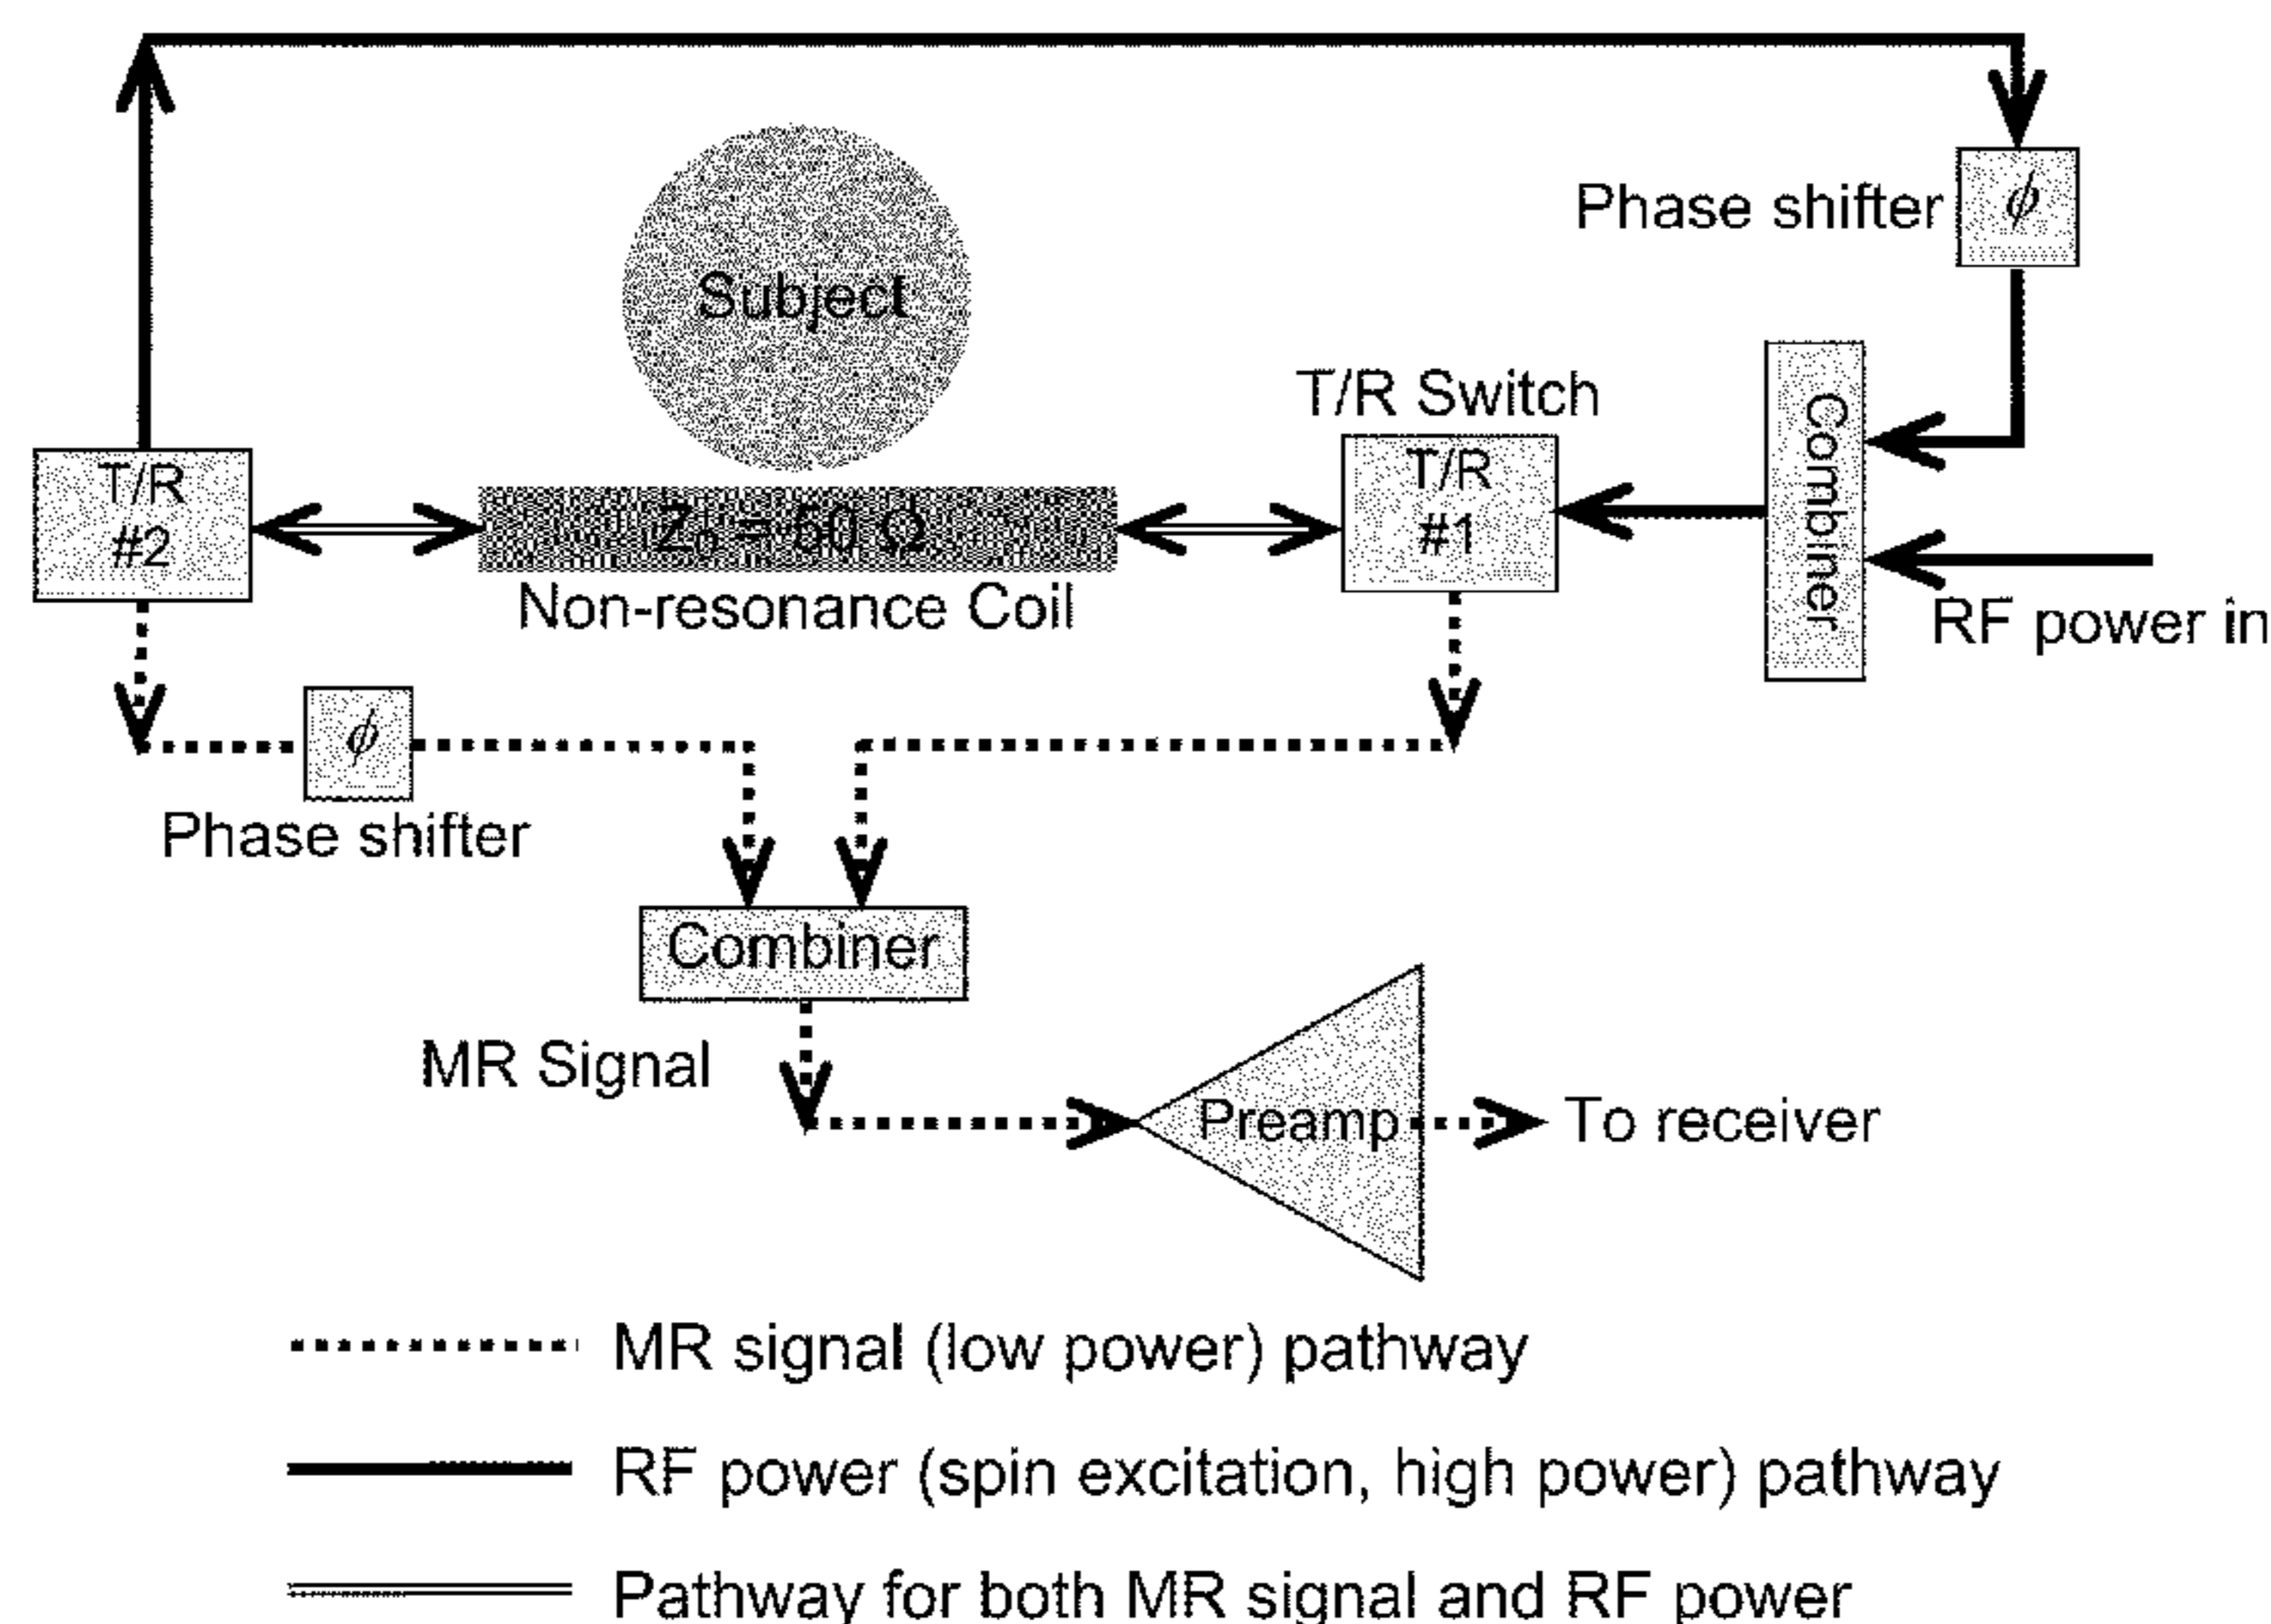 Phase shifter
ϕ
Subject
T/R Switch
Combiner
T/R
#2
Z₀ = 50 Ω
T/R
#1
Non-resonance Coil
RF power in
ϕ
Phase shifter
Combiner
MR Signal
Preamp
To receiver
MR signal (low power) pathway
RF power (spin excitation, high power) pathway
Pathway for both MR signal and RF power